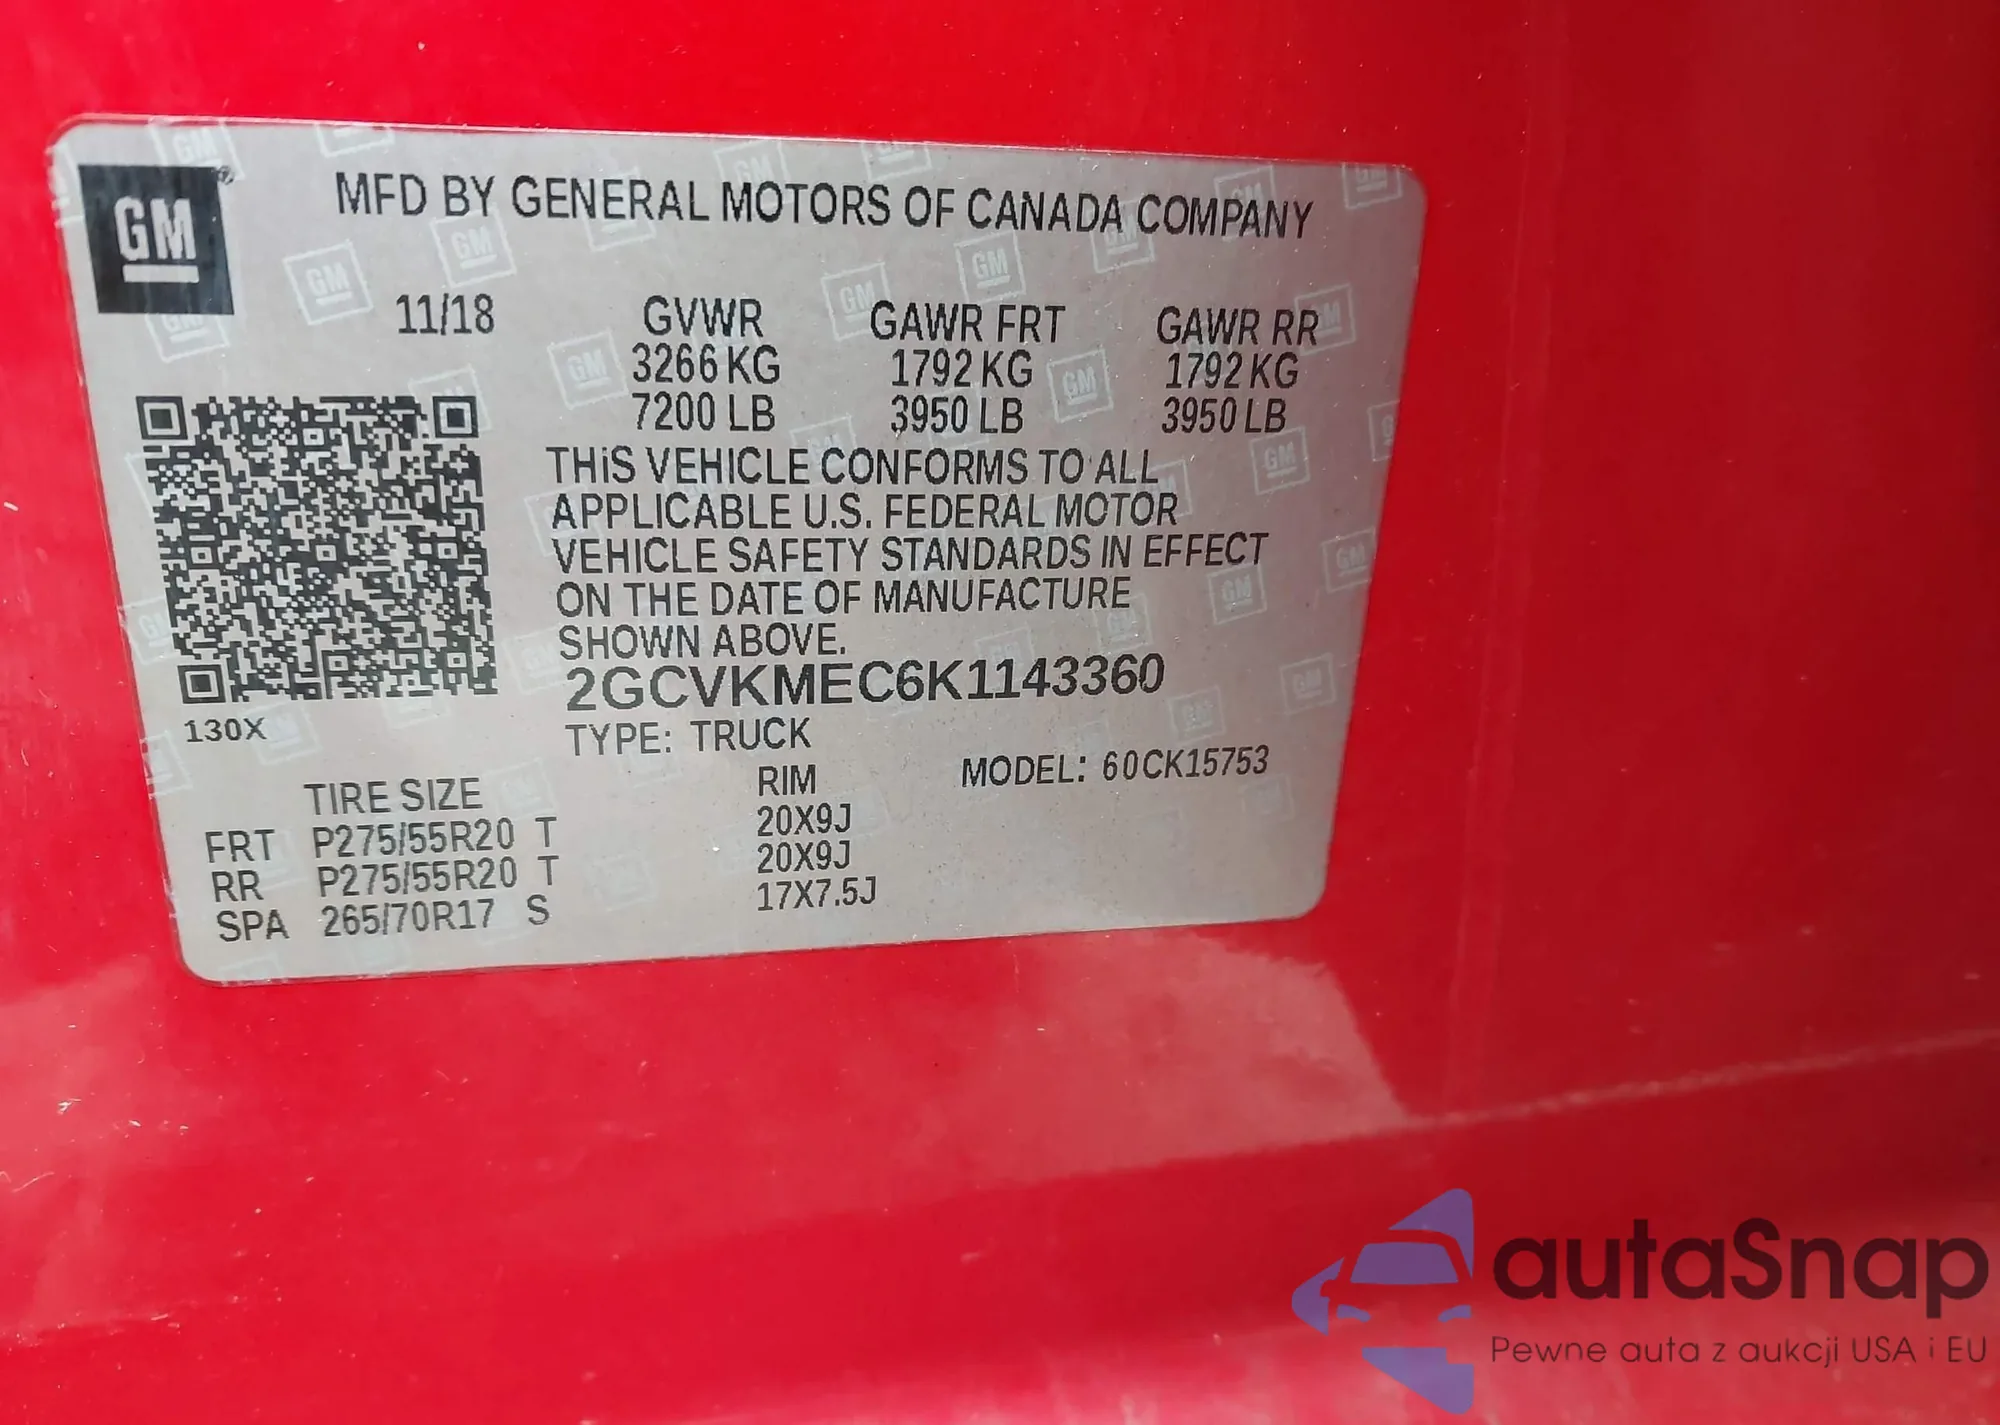 GM
MFD BY GENERAL MOTORS OF CANADA COMPANY
11/18 GVWR GAWR FRT GAWR RR
3266 KG 1792 KG 1792 KG
7200 LB 3950 LB 3950 LB
THiS VEHICLE CONFORMS TO ALL
APPLICABLE U.S. FEDERAL MOTOR
VEHICLE SAFETY STANDARDS IN EFFECT
ON THE DATE OF MANUFACTURE
SHOWN ABOVE.
2GCVKMEC6K1143360
130X
TYPE: TRUCK
MODEL: 60CK15753
TIRE SIZE RIM
FRT P275/55R20 T 20X9J
RR P275/55R20 T 20X9J
SPA 265/70R17 S 17X7.5J
autaSnap
Pewne auta z aukcji USA i EU